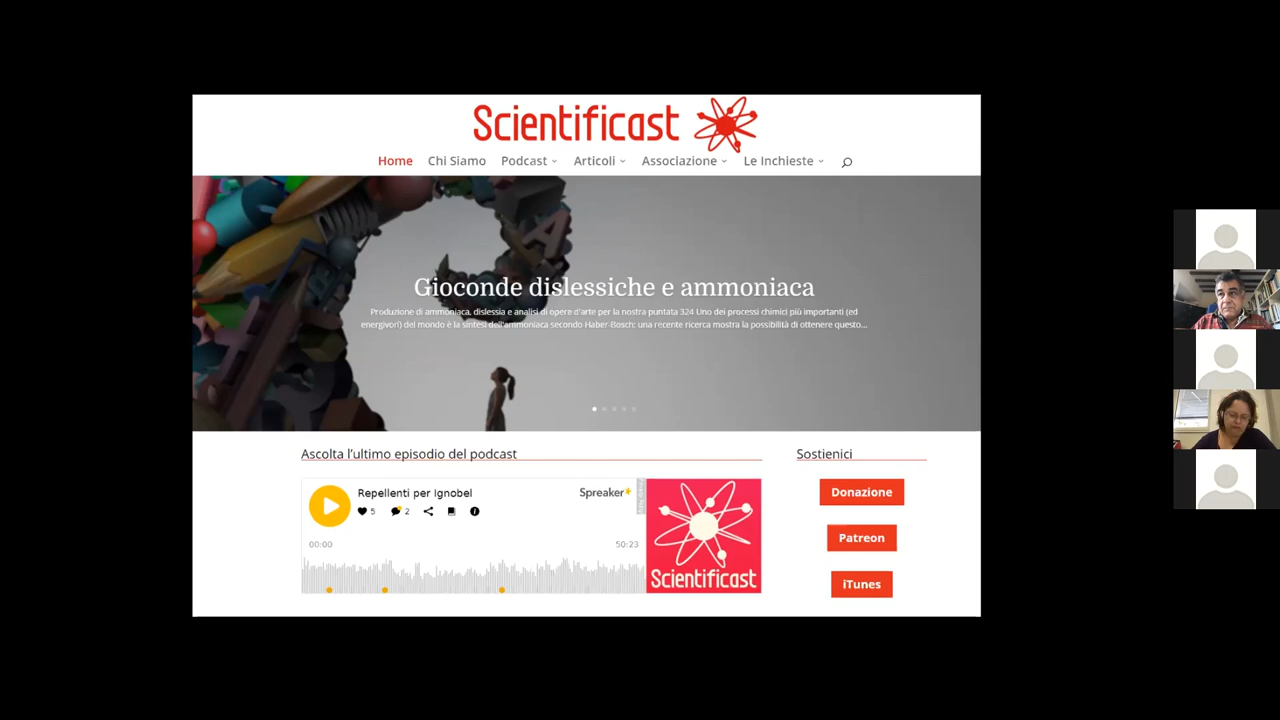 Scientificast
Home Chi Siamo Podcast Articoli Associazione Le Inchieste
Gioconde dislessiche e ammoniaca
Produzione di ammoniaca, dislessia e analisi di opere d'arte per la nostra puntata 324 Uno dei processi chimici più importanti (ed
energivori) del mondo è la sintesi dell'ammoniaca secondo Haber-Bosch: una recente ricerca mostra la possibilità di ottenere questo...
Ascolta l'ultimo episodio del podcast
Sostienici
Repellenti per Ignobel
Spreaker
5 2
00:00
50:23
Scientificast
Donazione
Patreon
iTunes